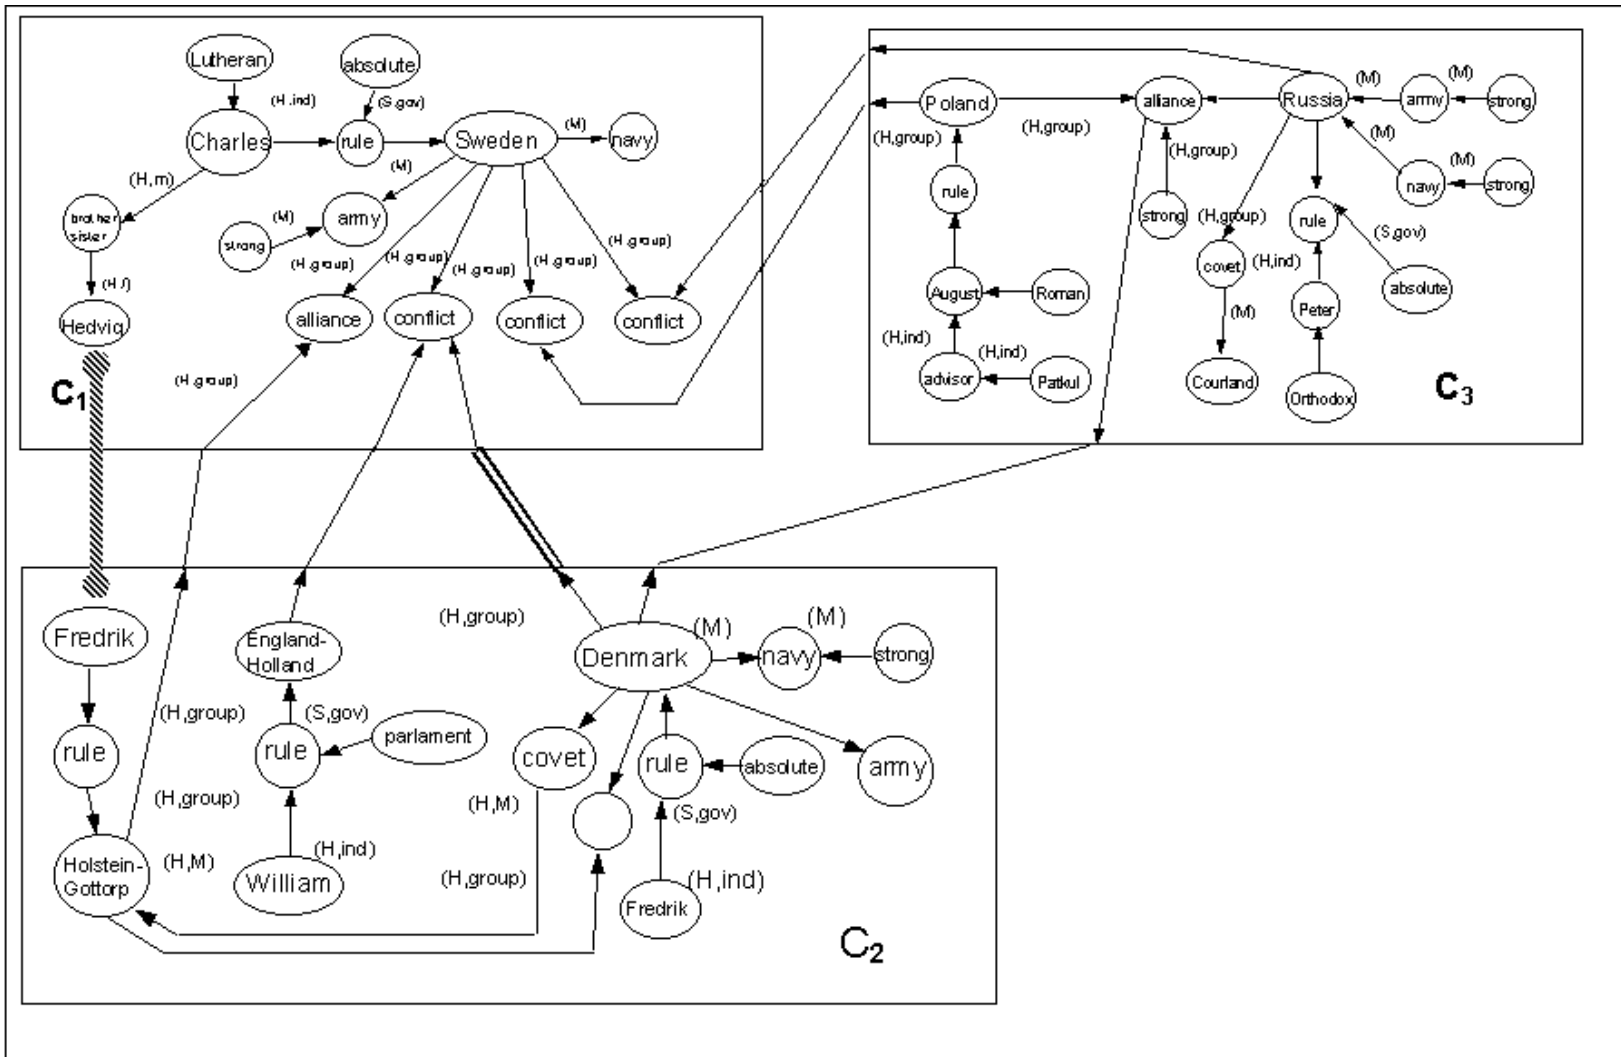 Lutheran
absolute
(H,ind)
(S,gov)
Charles
rule
Sweden
(M)
navy
(M)
(H,m)
brother
sister
(M)
strong
army
(H,group)
(H,group)
(H,group)
(H,group)
(H,group)
(H,f)
Hedviq
alliance
conflict
conflict
conflict
(H,group)
C1
Poland
alliance
Russia
(M)
army
(M)
strong
(H,group)
(H,group)
(H,group)
(M)
(M)
rule
strong
navy
strong
(H,group)
rule
(S,gov)
covet
(H,ind)
absolute
August
Roman
Peter
(M)
(H,ind)
(H,ind)
advisor
Patkul
Courland
Orthodox
C3
Fredrik
England-
Holland
(H,group)
Denmark
(M)
navy
(M)
strong
(H,group)
(S,gov)
parlament
rule
rule
covet
rule
absolute
army
(H,group)
(H,M)
(S,gov)
Holstein-
Gottorp
(H,M)
(H,ind)
William
(H,group)
(H,ind)
Fredrik
C2